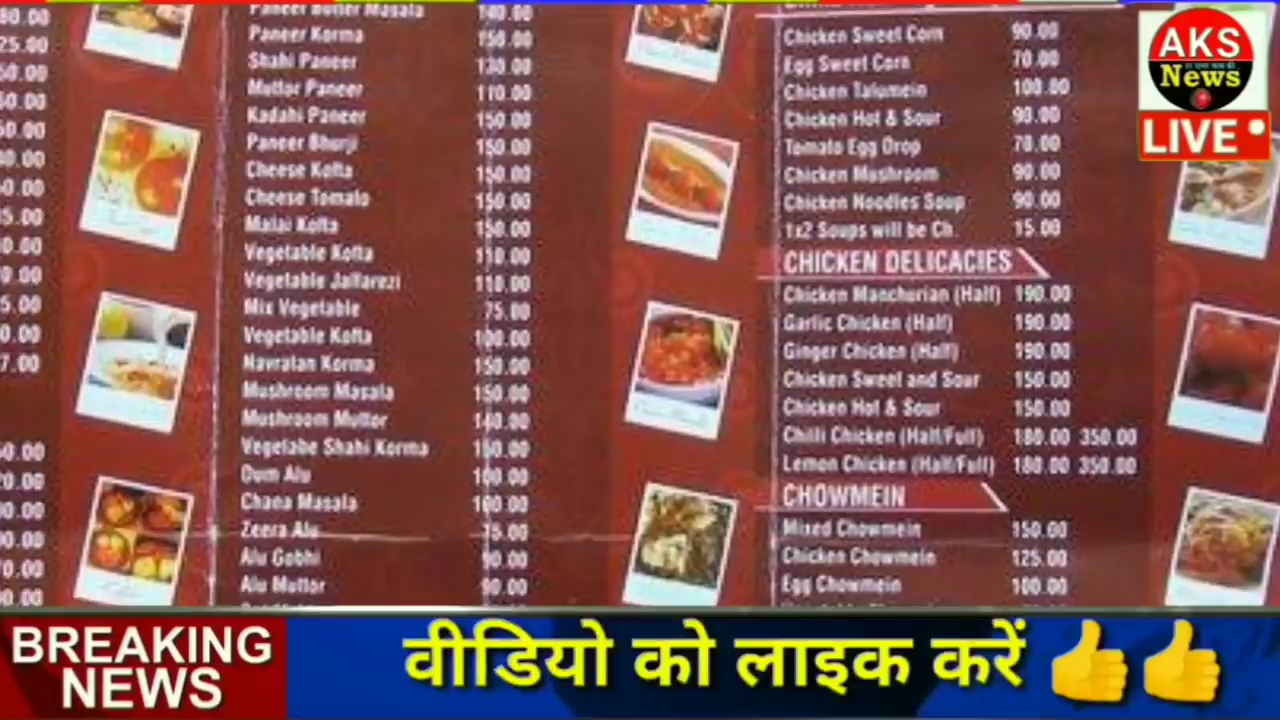 Paneer Butter Masala 140.00
Paneer Korma 150.00
Shahi Paneer 130.00
Muttor Paneer 110.00
Kadahi Paneer 150.00
Paneer Bhurji 150.00
Cheese Kofta 150.00
Cheese Tomato 150.00
Malai Kofta 150.00
Vegetable Kofta 110.00
Vegetable Jalfarezi 110.00
Mix Vegetable 75.00
Vegetable Kofta 100.00
Navratan Korma 150.00
Mushroom Masala 150.00
Mushroom Muttor 140.00
Vegetabe Shahi Korma 150.00
Dum Alu 100.00
Chana Masala 100.00
Zeera Alu 75.00
Alu Gobhi 90.00
Alu Muttor 90.00
Chicken Sweet Corn 90.00
Egg Sweet Corn 70.00
Chicken Talumein 100.00
Chicken Hot & Sour 90.00
Tomato Egg Drop 70.00
Chicken Mushroom 90.00
Chicken Noodles Soup 90.00
1x2 Soups will be Ch. 15.00
CHICKEN DELICACIES
Chicken Manchurian (Half) 190.00
Garlic Chicken (Half) 190.00
Ginger Chicken (Half) 190.00
Chicken Sweet and Sour 150.00
Chicken Hot & Sour 150.00
Chilli Chicken (Half/Full) 180.00 350.00
Lemon Chicken (Half/Full) 180.00 350.00
CHOWMEIN
Mixed Chowmein 150.00
Chicken Chowmein 125.00
Egg Chowmein 100.00
AKS
News
LIVE
BREAKING
NEWS
वीडियो को लाइक करें 👍👍